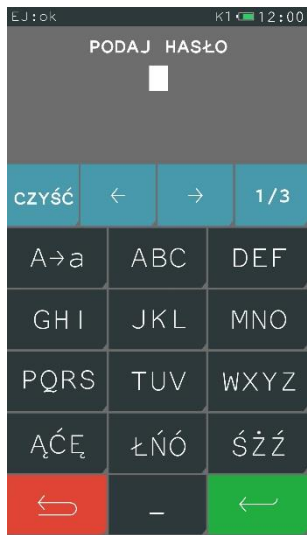 EJ:ok K1 12:00
PODAJ HASŁO
CZYŚĆ ← → 1/3
A→a ABC DEF
GHI JKL MNO
PQRS TUV WXYZ
ĄĆĘ ŁŃÓ ŚŻŹ
_